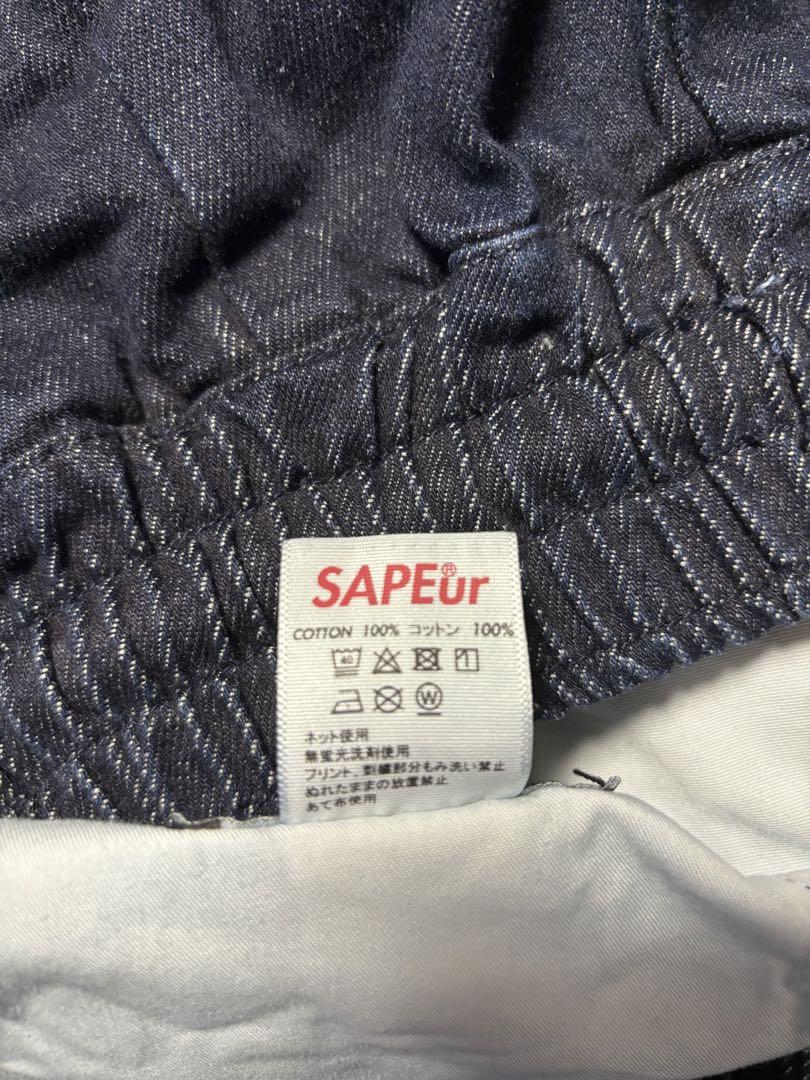 SAPEur®
COTTON 100% コットン 100%
40
W
ネット使用
無蛍光洗剤使用
プリント、刺繍部分もみ洗い禁止
ぬれたままの放置禁止
あて布使用